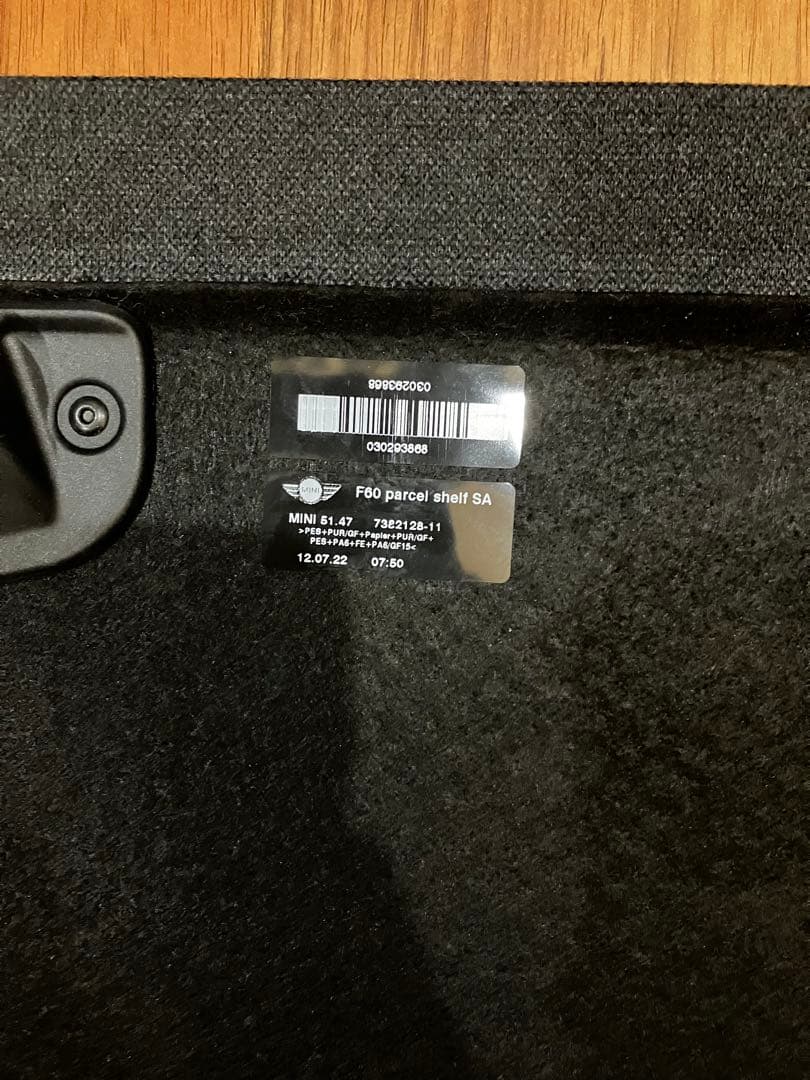 030293868
030293868
MINI
F60 parcel shelf SA
MINI 51.47 7382128-11
>PES+PUR/GF+Papier+PUR/GF+
PES+PA6+FE+PA6/GF15<
12.07.22 07:50